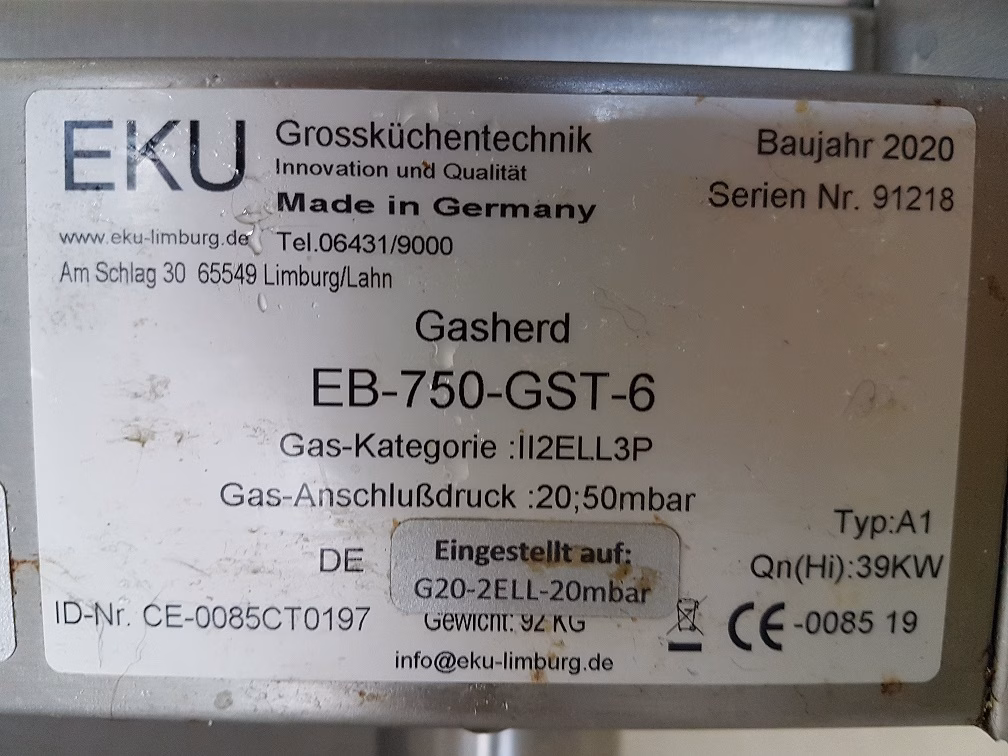 EKU
Grossküchentechnik
Innovation und Qualität
Made in Germany
www.eku-limburg.de Tel.06431/9000
Am Schlag 30 65549 Limburg/Lahn
Baujahr 2020
Serien Nr. 91218
Gasherd
EB-750-GST-6
Gas-Kategorie :II2ELL3P
Gas-Anschlußdruck :20;50mbar
DE
Eingestellt auf:
G20-2ELL-20mbar
Typ:A1
Qn(Hi):39KW
ID-Nr. CE-0085CT0197
Gewicht: 92 KG
CE-0085 19
info@eku-limburg.de